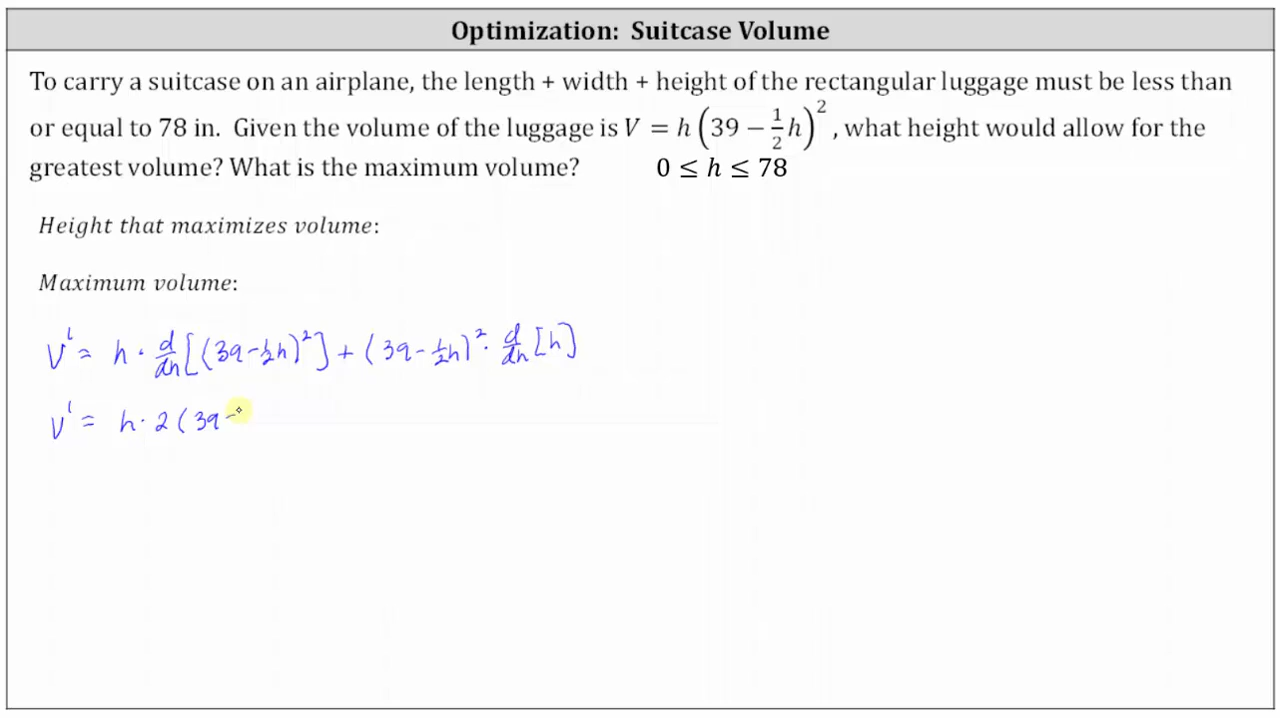 Optimization: Suitcase Volume
To carry a suitcase on an airplane, the length + width + height of the rectangular luggage must be less than
or equal to 78 in. Given the volume of the luggage is V = h(39 − ½h)², what height would allow for the
greatest volume? What is the maximum volume? 0 ≤ h ≤ 78
Height that maximizes volume:
Maximum volume:
V' = h · d/dh [(39 − ½h)²] + (39 − ½h)² · d/dh [h]
V' = h · 2(39 −